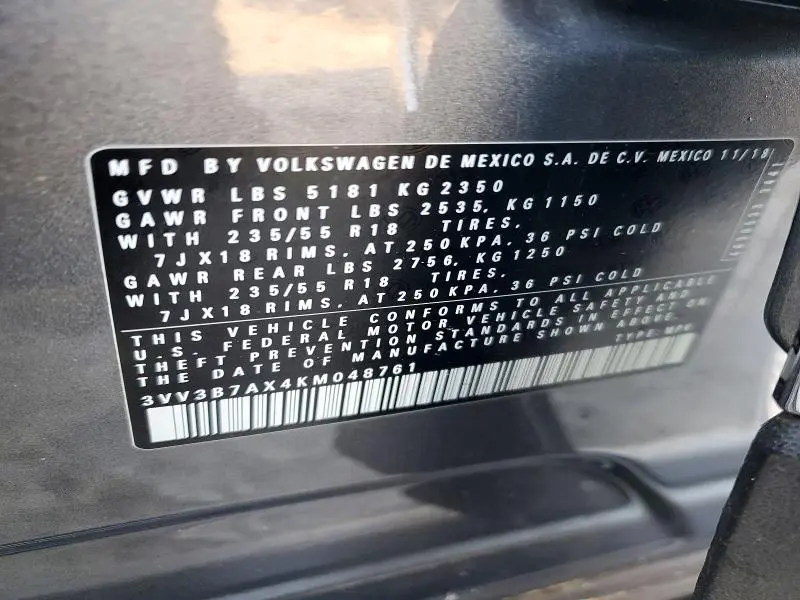 MFD BY VOLKSWAGEN DE MEXICO S.A. DE C.V. MEXICO 11/18
GVWR LBS 5181 KG 2350
GAWR FRONT LBS 2535, KG 1150
WITH 235/55 R18 TIRES,
7JX18 RIMS, AT 250 KPA, 36 PSI COLD
GAWR REAR LBS 2756, KG 1250
WITH 235/55 R18 TIRES,
7JX18 RIMS, AT 250 KPA, 36 PSI COLD
THIS VEHICLE CONFORMS TO ALL APPLICABLE
U.S. FEDERAL MOTOR VEHICLE SAFETY AND
THEFT PREVENTION STANDARDS IN EFFECT ON
THE DATE OF MANUFACTURE SHOWN ABOVE.
3VV3B7AX4KM048761 TYPE: MPV